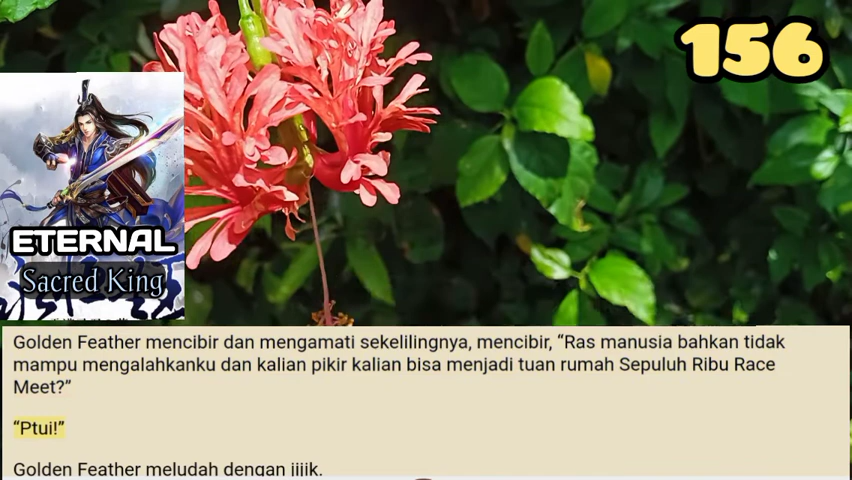 156
ETERNAL
Sacred King
Golden Feather mencibir dan mengamati sekelilingnya, mencibir, “Ras manusia bahkan tidak
mampu mengalahkanku dan kalian pikir kalian bisa menjadi tuan rumah Sepuluh Ribu Race
Meet?”
“Ptui!”
Golden Feather meludah dengan jijik.